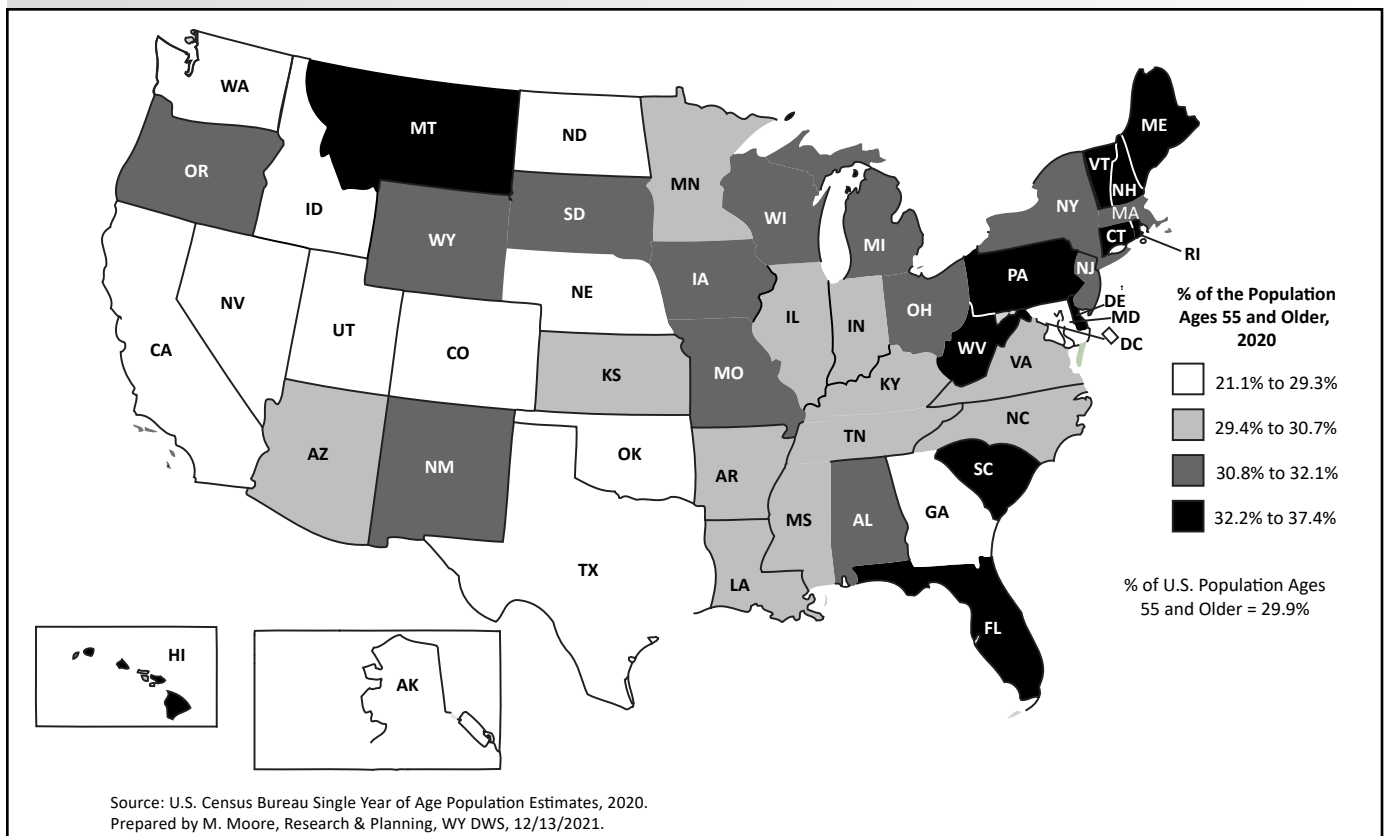 WA
MT
ND
ME
VT
NH
OR
MN
ID
SD
WI
NY
MA
WY
MI
CT
RI
IA
PA
NJ
NE
NV
OH
DE
UT
IL
IN
MD
CA
CO
WV
DC
KS
MO
KY
VA
NC
TN
AZ
NM
OK
AR
SC
MS
AL
GA
TX
LA
FL
HI
AK
% of the Population
Ages 55 and Older,
2020
21.1% to 29.3%
29.4% to 30.7%
30.8% to 32.1%
32.2% to 37.4%
% of U.S. Population Ages
55 and Older = 29.9%
Source: U.S. Census Bureau Single Year of Age Population Estimates, 2020.
Prepared by M. Moore, Research & Planning, WY DWS, 12/13/2021.